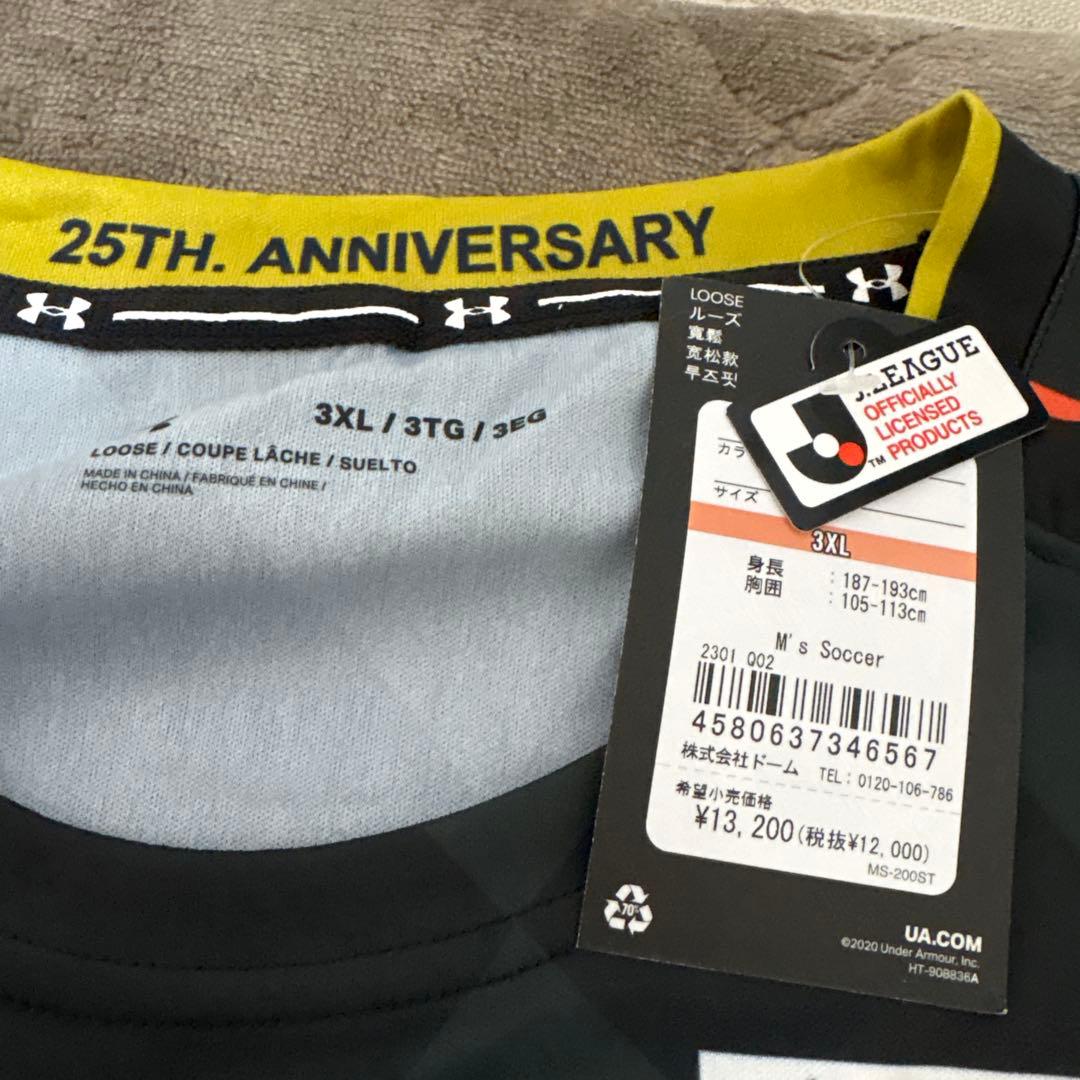 25TH. ANNIVERSARY
3XL / 3TG / 3EG
LOOSE / COUPE LÂCHE / SUELTO
MADE IN CHINA / FABRIQUÉ EN CHINE /
HECHO EN CHINA
LOOSE
ルーズ
寬鬆
宽松款
루즈핏
J.LEAGUE
OFFICIALLY
LICENSED
PRODUCTS
TM
カラ
サイズ
3XL
身長 : 187-193cm
胸囲 : 105-113cm
M's Soccer
2301 Q02
4580637346567
株式会社ドーム TEL: 0120-106-786
希望小売価格
¥13,200(税抜¥12,000)
MS-200ST
70%
UA.COM
©2020 Under Armour, Inc.
HT-908836A